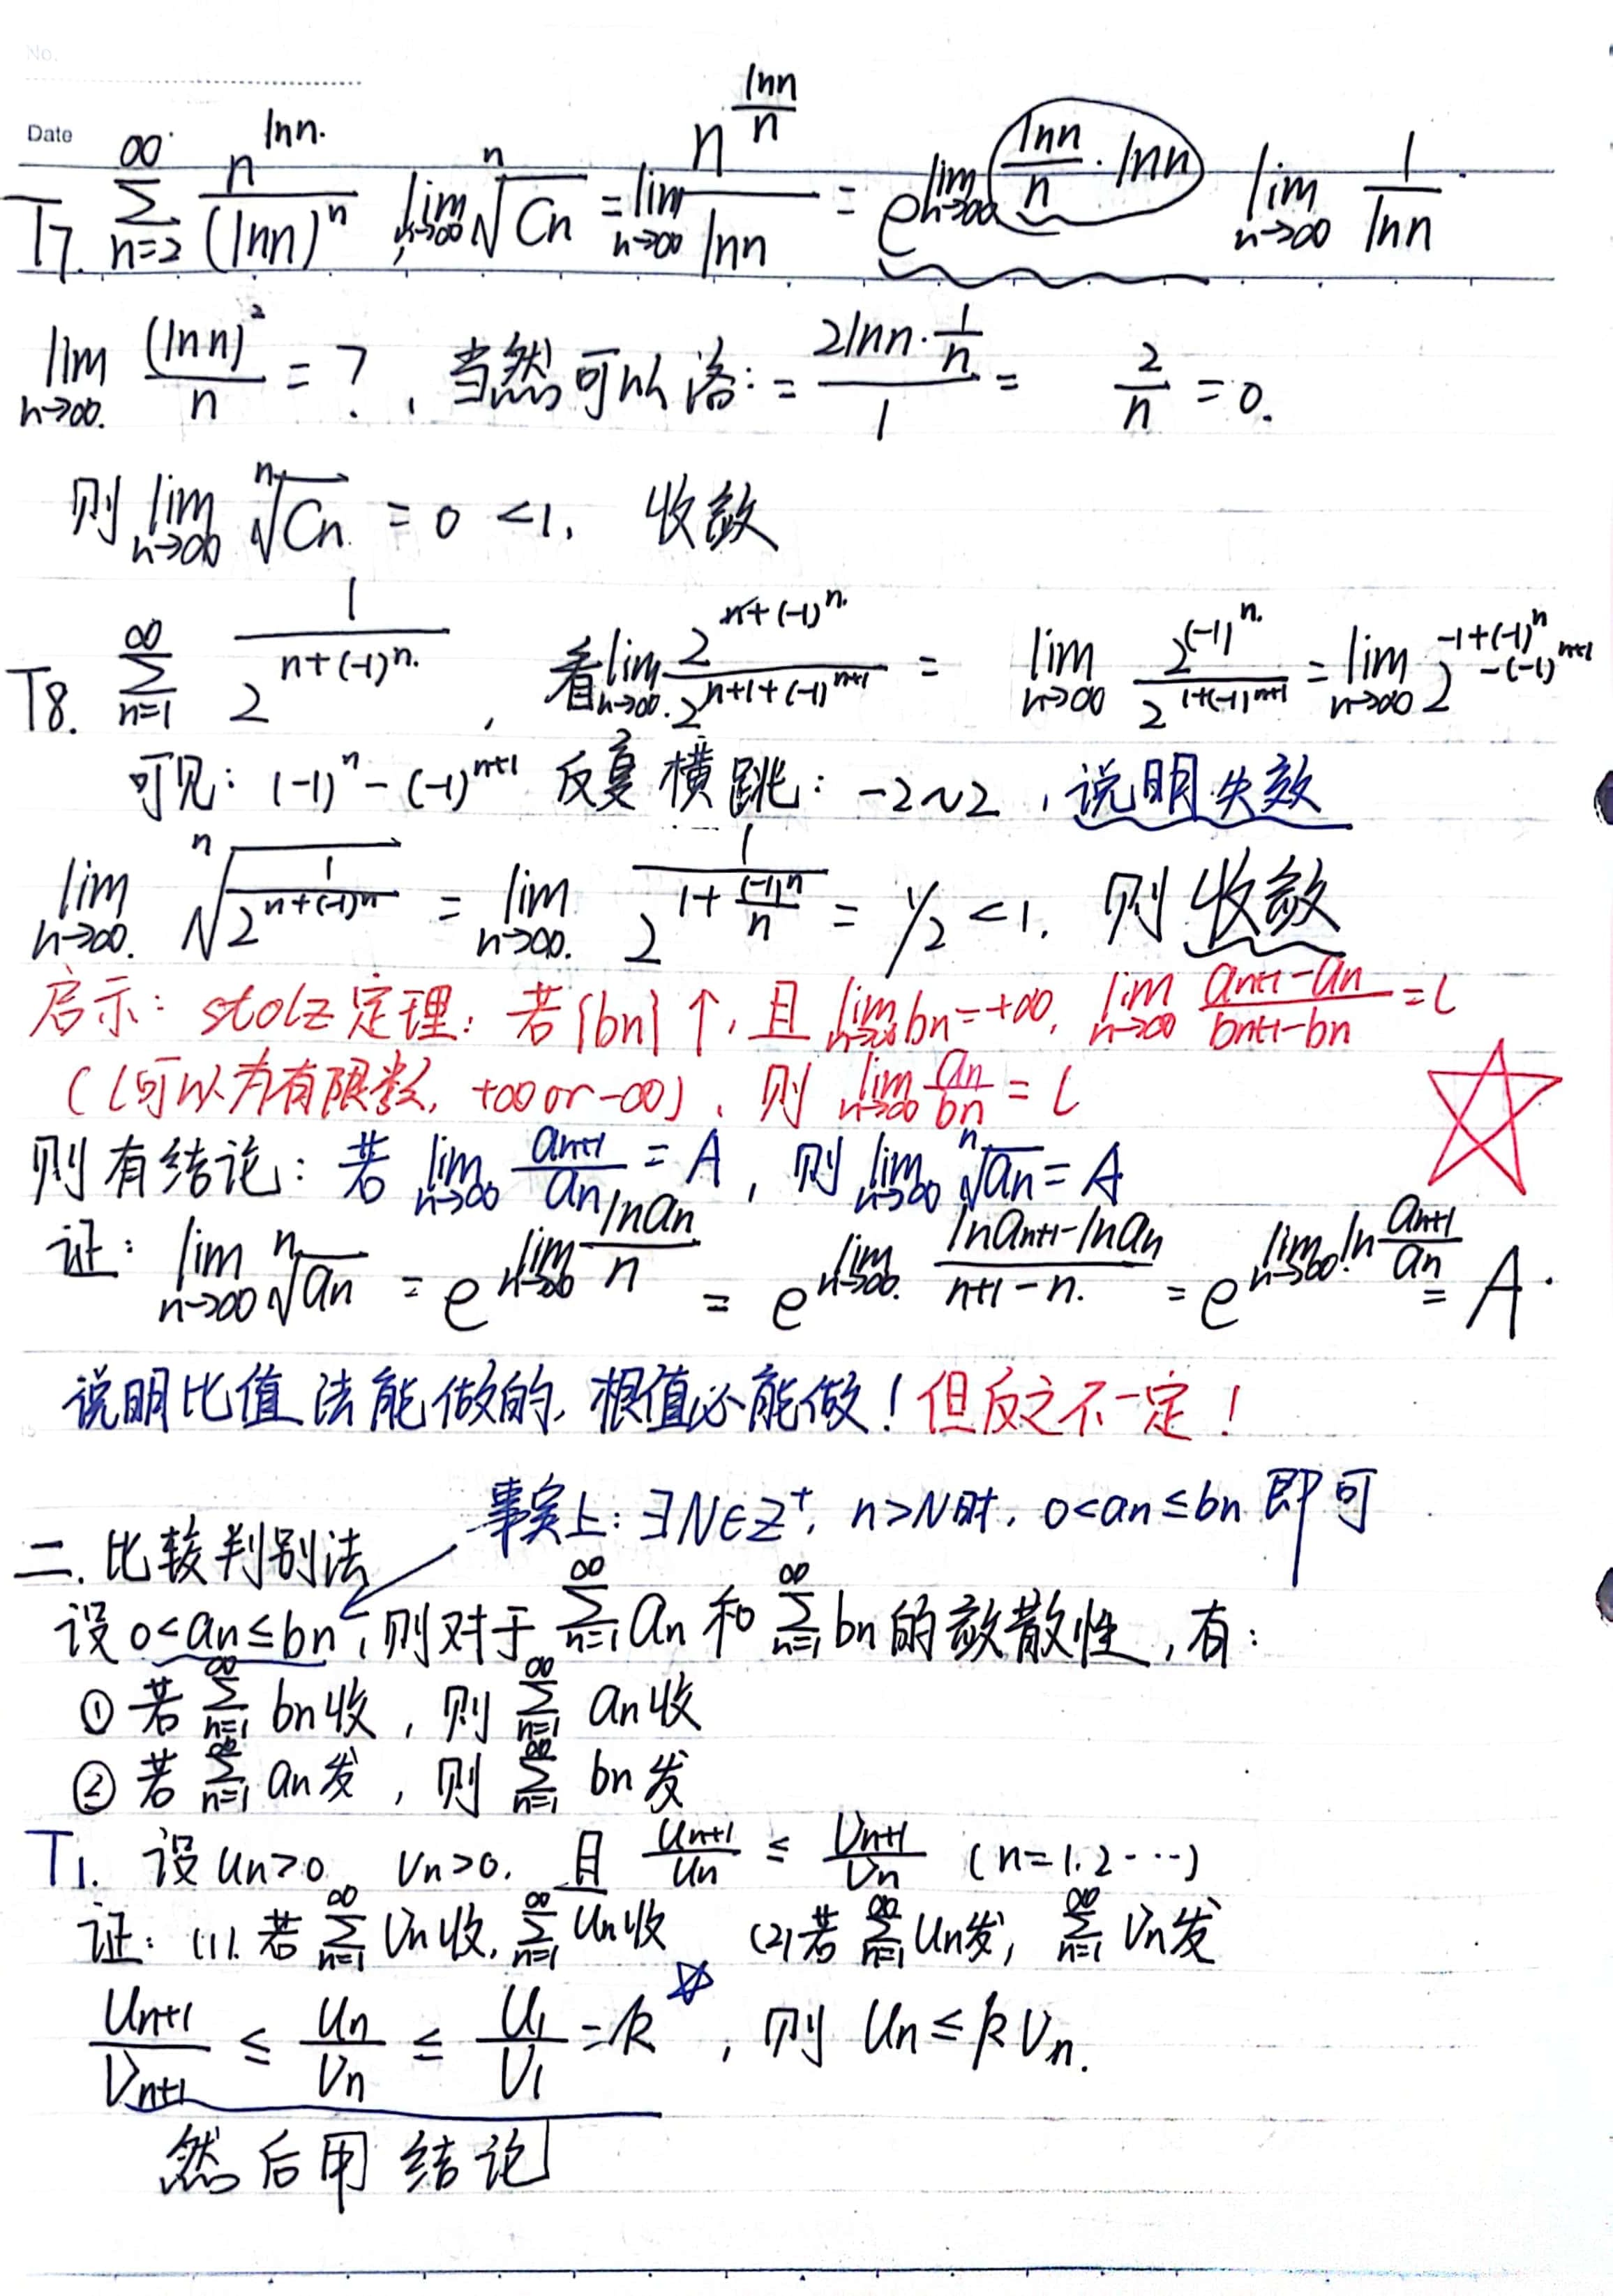 No.
Date
T7. $\sum_{n=2}^{\infty} \frac{n^{\ln n}}{(\ln n)^n}$ $\lim_{n\to\infty} \sqrt[n]{C_n} = \lim_{n\to\infty} \frac{n^{\frac{\ln n}{n}}}{\ln n} = e^{\lim_{n\to\infty} \frac{\ln n}{n} \cdot \ln n}$ $\lim_{n\to\infty} \frac{1}{\ln n}$
$\lim_{n\to\infty} \frac{(\ln n)^2}{n} = ?$, 当然可以洛: $= \frac{2\ln n \cdot \frac{1}{n}}{1} =$ $\frac{2}{n} = 0.$
则 $\lim_{n\to\infty} \sqrt[n]{C_n} = 0 < 1.$ 收敛
T8. $\sum_{n=1}^{\infty} \frac{1}{2^{n+(-1)^n}}$, 看 $\lim_{n\to\infty} \frac{2^{n+(-1)^n}}{2^{n+1+(-1)^{n+1}}} =$ $\lim_{n\to\infty} \frac{2^{(-1)^n}}{2^{1+(-1)^{n+1}}} = \lim_{n\to\infty} 2^{-1+(-1)^n-(-1)^{n+1}}$
可见: $(-1)^n - (-1)^{n+1}$ 反复横跳: -2~2, 说明失效
$\lim_{n\to\infty} \sqrt[n]{\frac{1}{2^{n+(-1)^n}}} = \lim_{n\to\infty} \frac{1}{2^{1+\frac{(-1)^n}{n}}} = 1/2 < 1.$ 则收敛
启示: stolz定理: 若{bn}↑, 且 $\lim_{n\to\infty} b_n = +\infty$, $\lim_{n\to\infty} \frac{a_{n+1}-a_n}{b_{n+1}-b_n} = l$
(l可以为有限数, +∞ or -∞), 则 $\lim_{n\to\infty} \frac{a_n}{b_n} = l$
则有结论: 若 $\lim_{n\to\infty} \frac{a_{n+1}}{a_n} = A$, 则 $\lim_{n\to\infty} \sqrt[n]{a_n} = A$
证: $\lim_{n\to\infty} \sqrt[n]{a_n} = e^{\lim_{n\to\infty} \frac{\ln a_n}{n}} = e^{\lim_{n\to\infty} \frac{\ln a_{n+1} - \ln a_n}{n+1-n}} = e^{\lim_{n\to\infty} \ln \frac{a_{n+1}}{a_n}} = A.$
说明比值法能做的, 根值必能做! 但反之不一定!
事实上: ∃N∈Z⁺, n>N时, 0<an≤bn 即可
二. 比较判别法
设 0<an≤bn, 则对于 $\sum_{n=1}^{\infty} a_n$ 和 $\sum_{n=1}^{\infty} b_n$ 的敛散性, 有:
① 若 $\sum_{n=1}^{\infty} b_n$ 收, 则 $\sum_{n=1}^{\infty} a_n$ 收
② 若 $\sum_{n=1}^{\infty} a_n$ 发, 则 $\sum_{n=1}^{\infty} b_n$ 发
T1. 设 un>0 vn>0. 且 $\frac{u_{n+1}}{u_n} \le \frac{v_{n+1}}{v_n}$ (n=1.2…)
证: (1). 若 $\sum_{n=1}^{\infty} v_n$ 收, $\sum_{n=1}^{\infty} u_n$ 收 (2) 若 $\sum_{n=1}^{\infty} u_n$ 发, $\sum_{n=1}^{\infty} v_n$ 发
$\frac{u_{n+1}}{v_{n+1}} \le \frac{u_n}{v_n} \le \frac{u_1}{v_1} = k$, 则 $u_n \le k v_n.$
然后用结论